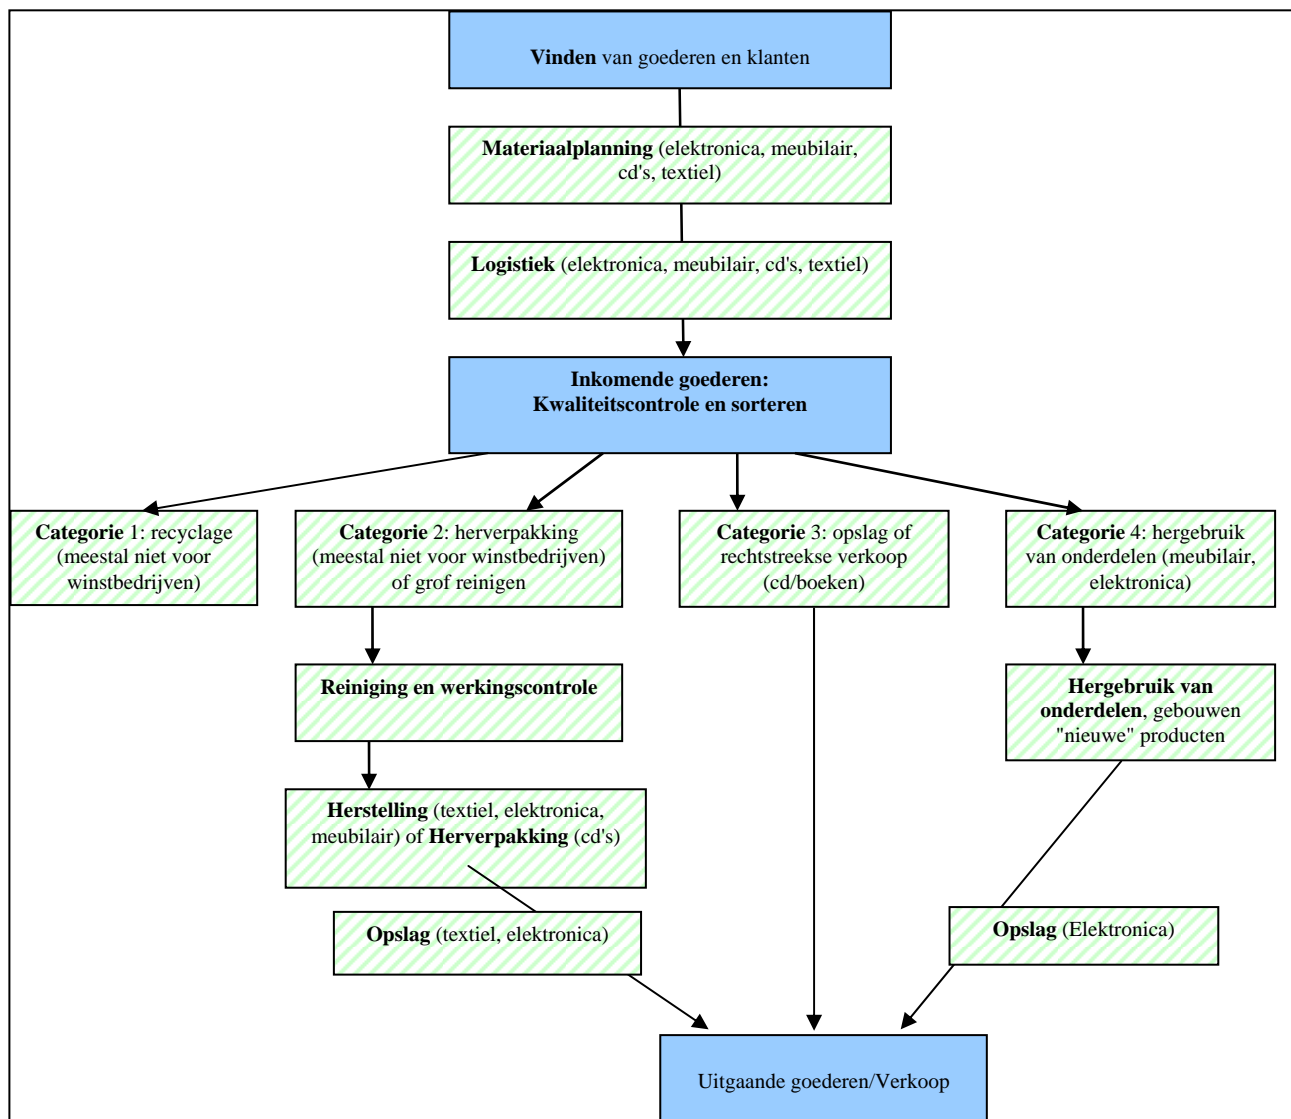 Vinden van goederen en klanten
Materiaalplanning (elektronica, meubilair,
cd's, textiel)
Logistiek (elektronica, meubilair, cd's, textiel)
Inkomende goederen:
Kwaliteitscontrole en sorteren
Categorie 1: recyclage
(meestal niet voor
winstbedrijven)
Categorie 2: herverpakking
(meestal niet voor winstbedrijven)
of grof reinigen
Categorie 3: opslag of
rechtstreekse verkoop
(cd/boeken)
Categorie 4: hergebruik
van onderdelen (meubilair,
elektronica)
Reiniging en werkingscontrole
Hergebruik van
onderdelen, gebouwen
"nieuwe" producten
Herstelling (textiel, elektronica,
meubilair) of Herverpakking (cd's)
Opslag (textiel, elektronica)
Opslag (Elektronica)
Uitgaande goederen/Verkoop